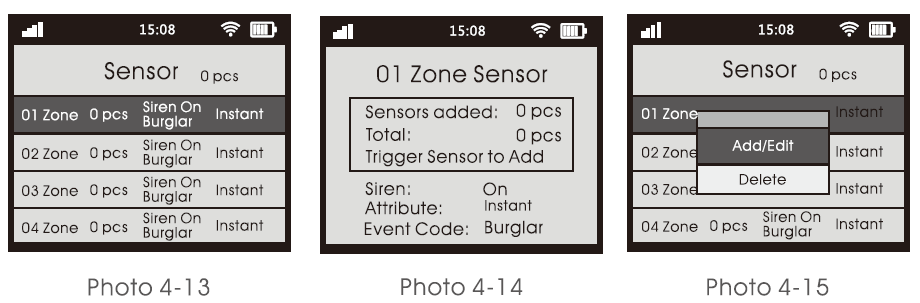 15:08
Sensor 0 pcs
01 Zone 0 pcs Siren On Burglar Instant
02 Zone 0 pcs Siren On Burglar Instant
03 Zone 0 pcs Siren On Burglar Instant
04 Zone 0 pcs Siren On Burglar Instant
Photo 4-13
15:08
01 Zone Sensor
Sensors added: 0 pcs
Total: 0 pcs
Trigger Sensor to Add
Siren: On
Attribute: Instant
Event Code: Burglar
Photo 4-14
15:08
Sensor 0 pcs
01 Zone Instant
Add/Edit
02 Zone Instant
Delete
03 Zone Instant
04 Zone 0 pcs Siren On Burglar Instant
Photo 4-15